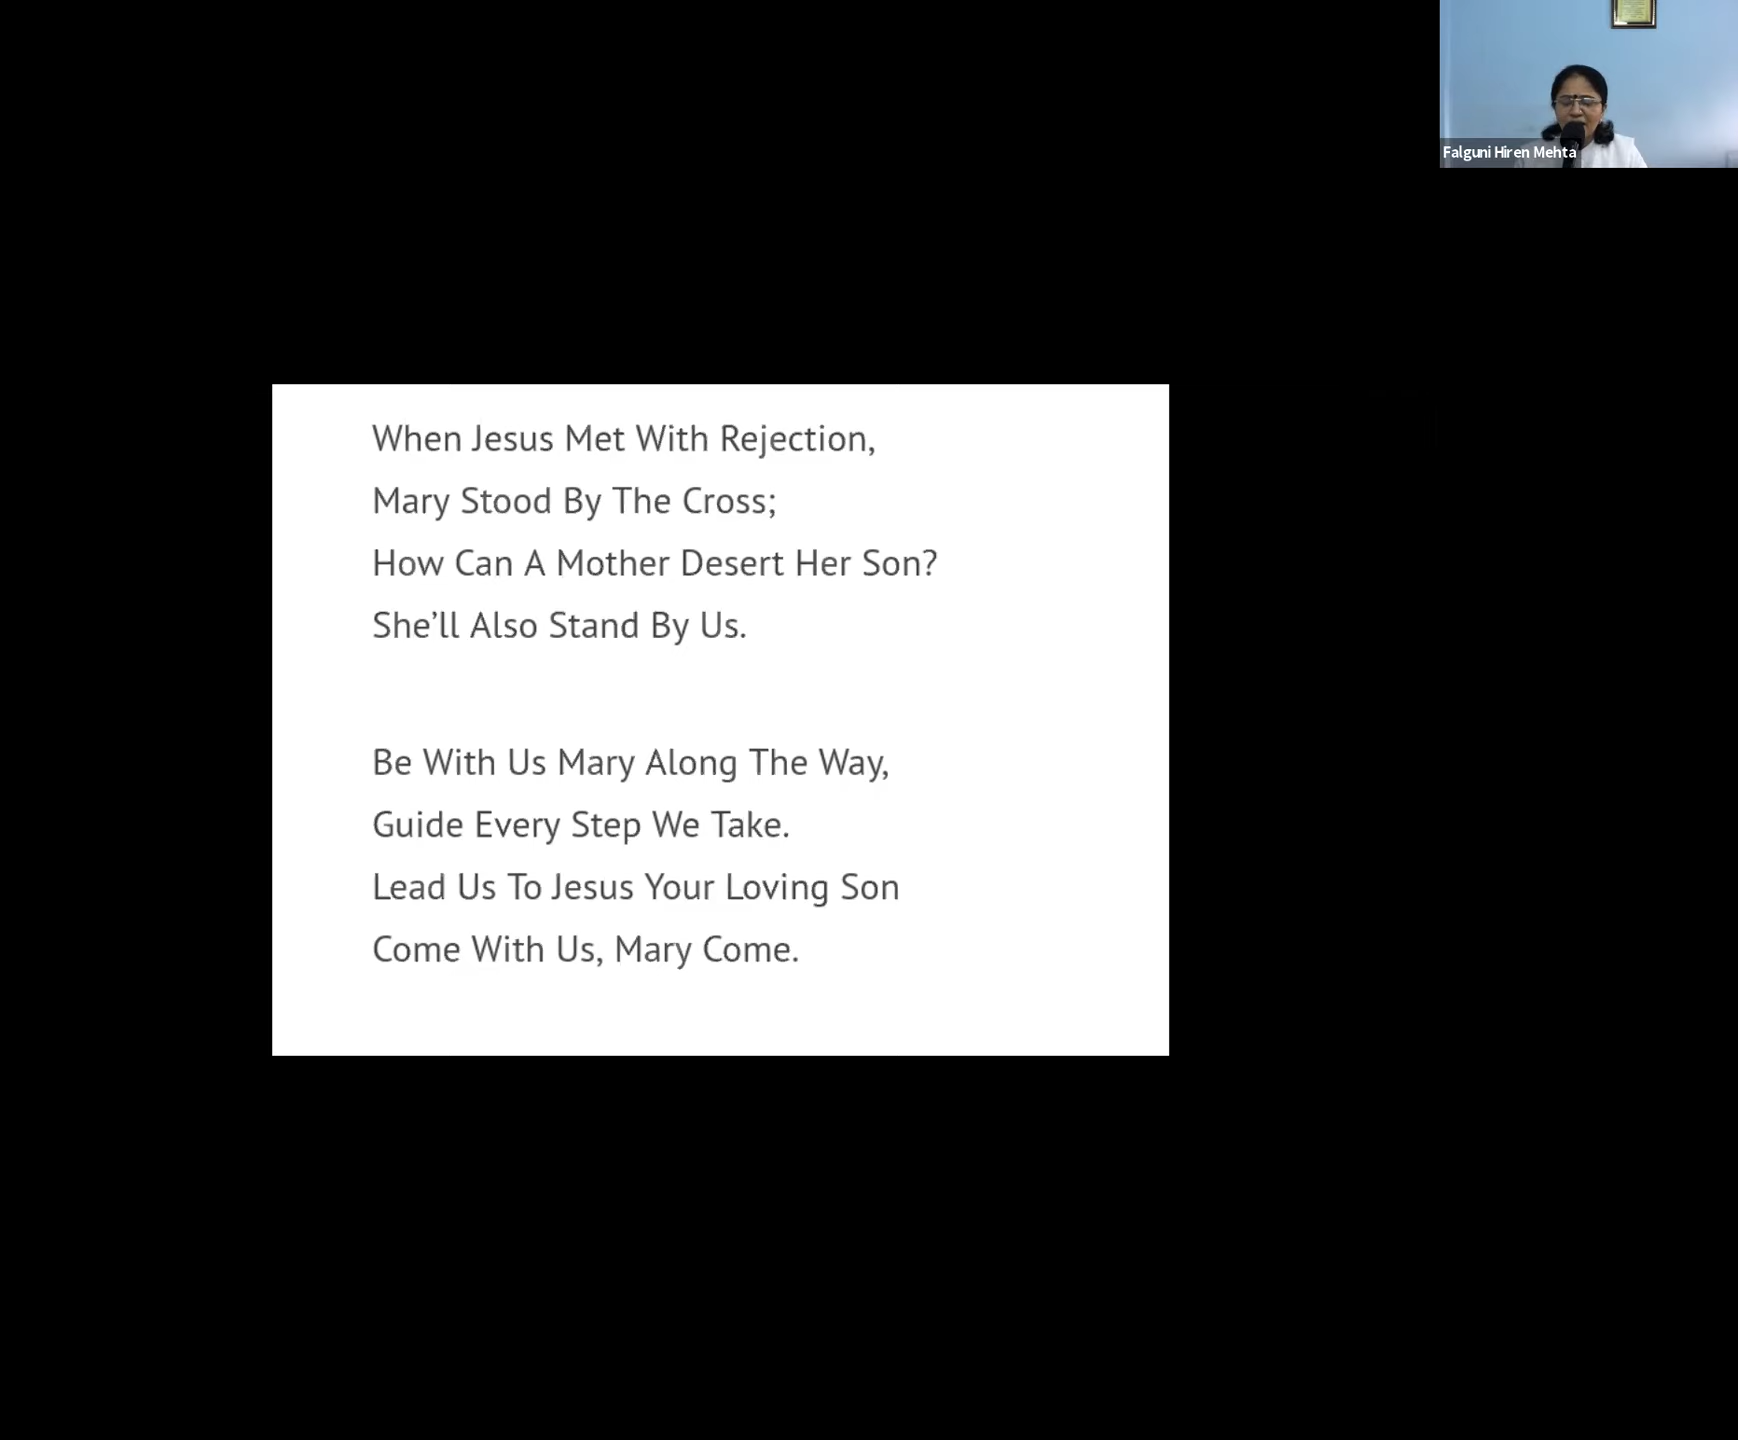 Falguni Hiren Mehta
When Jesus Met With Rejection,
Mary Stood By The Cross;
How Can A Mother Desert Her Son?
She’ll Also Stand By Us.
Be With Us Mary Along The Way,
Guide Every Step We Take.
Lead Us To Jesus Your Loving Son
Come With Us, Mary Come.